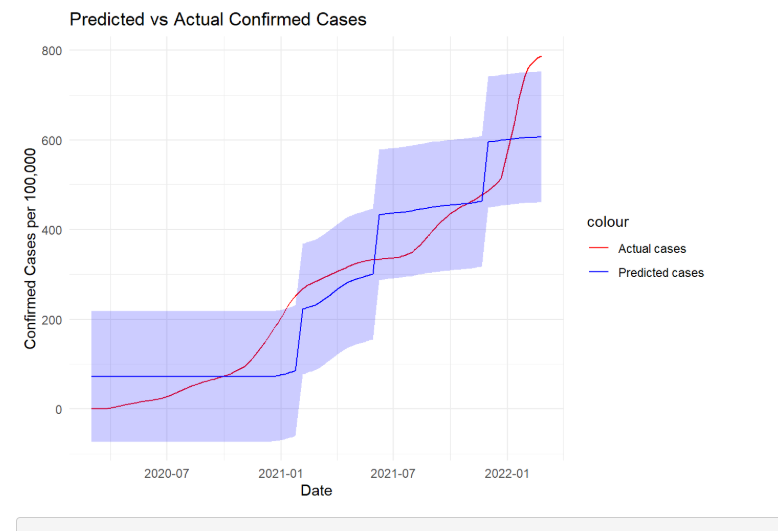 Predicted vs Actual Confirmed Cases
800
600
400
200
0
Confirmed Cases per 100,000
2020-07
2021-01
2021-07
2022-01
Date
colour
Actual cases
Predicted cases